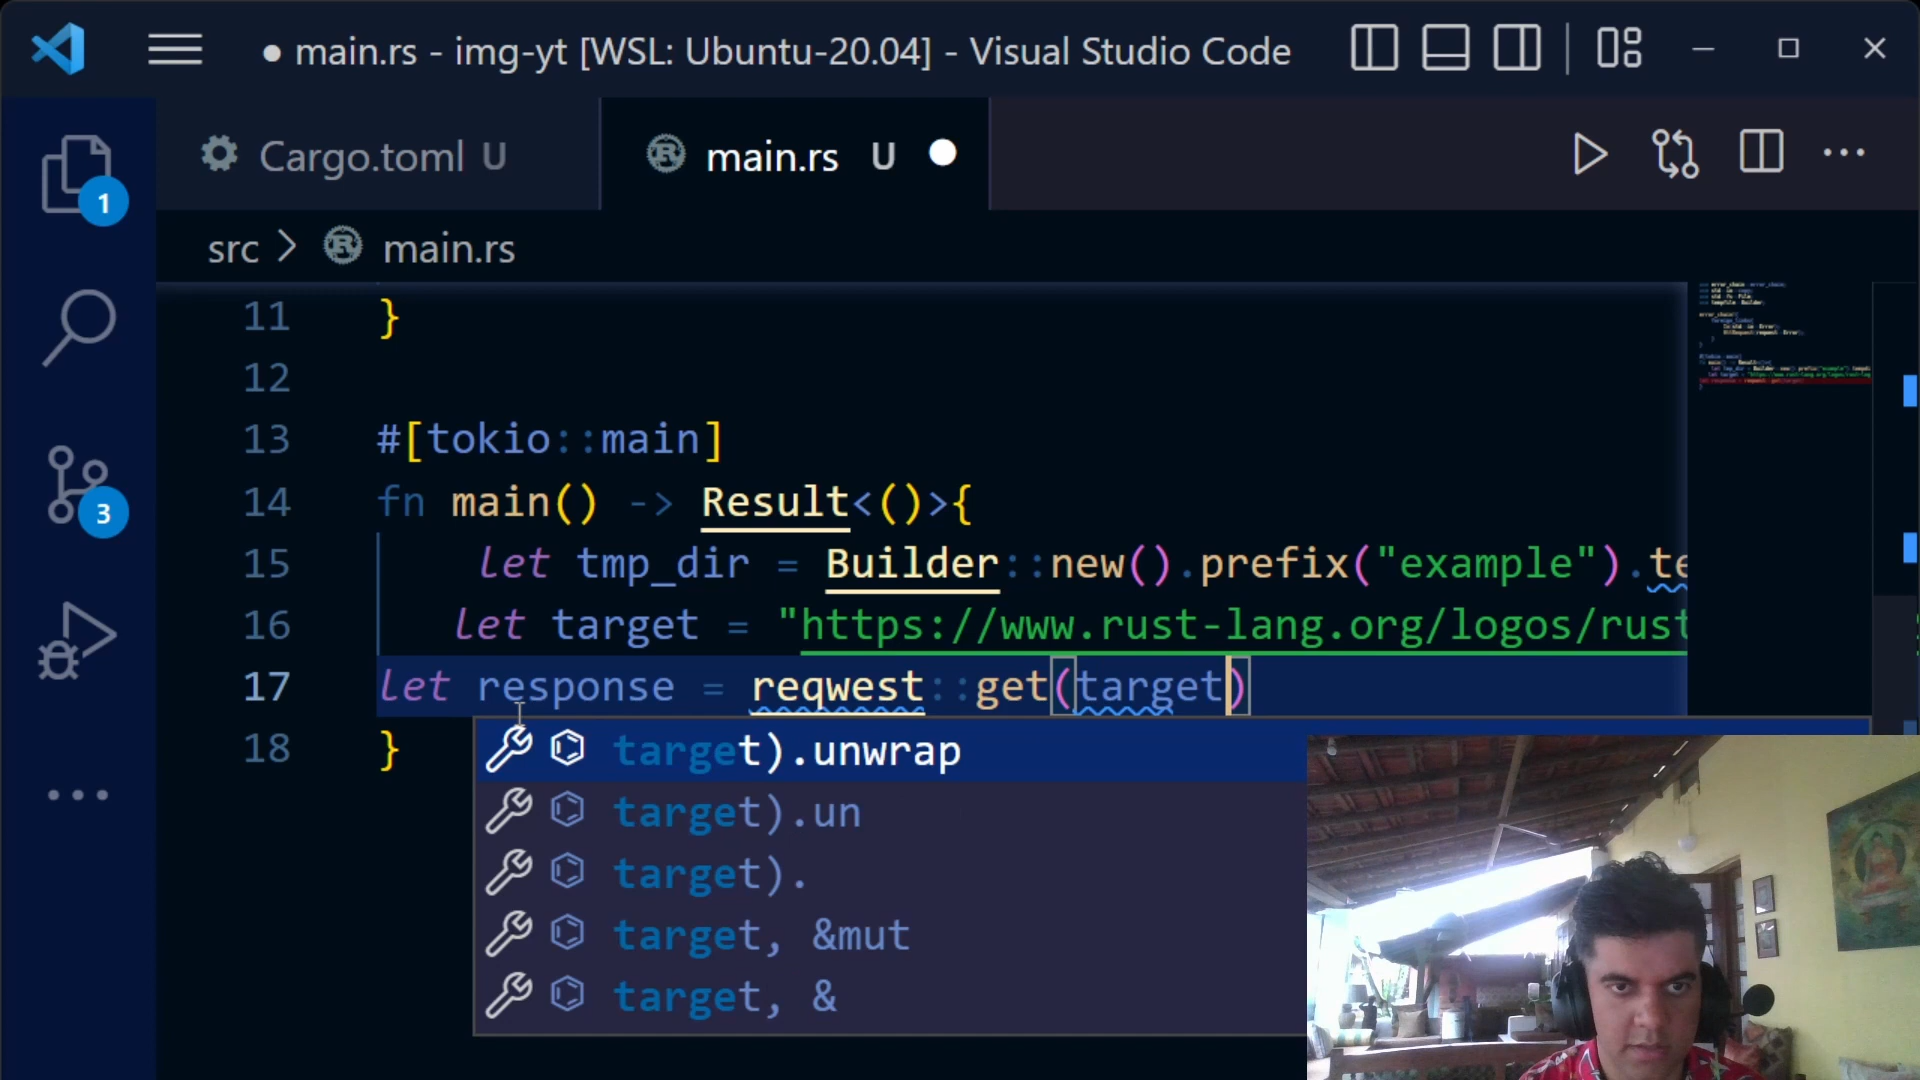 ● main.rs - img-yt [WSL: Ubuntu-20.04] - Visual Studio Code
Cargo.toml U
main.rs U ●
1
src > main.rs
11 }
12
13 #[tokio::main]
14 fn main() -> Result<()>{
15 let tmp_dir = Builder::new().prefix("example").te
16 let target = "https://www.rust-lang.org/logos/rust
17 let response = reqwest::get(target)
18 }
3
target).unwrap
target).un
target).
target, &mut
target, &